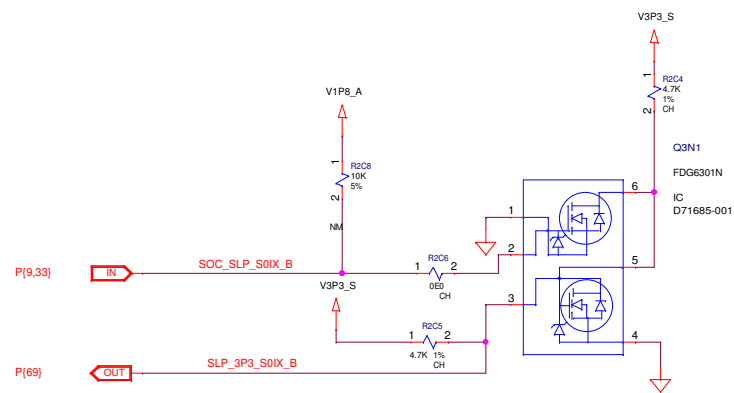 V3P3_S
1
R2C4
4.7K
1%
CH
2
V1P8_A
Q3N1
FDG6301N
1
R2C8
10K
5%
2
6
IC
D71685-001
1
NM
2
SOC_SLP_S0IX_B
P{9,33}
IN
1
R2C6
2
5
0E0
CH
V3P3_S
3
R2C5
1
2
4
4.7K 1%
CH
SLP_3P3_S0IX_B
P{69}
OUT